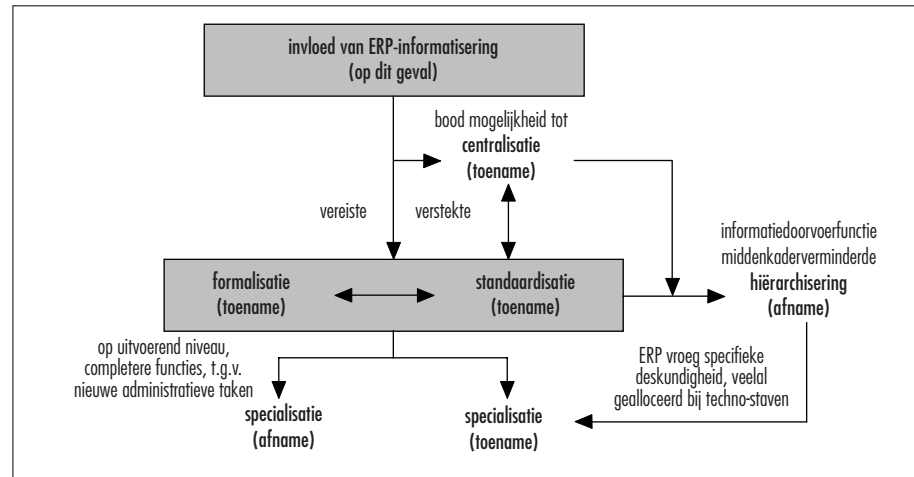 invloed van ERP-informatisering
(op dit geval)
bood mogelijkheid tot
centralisatie
(toename)
vereiste
verstekte
informatiedoorvoerfunctie
middenkaderverminderde
hiërarchisering
(afname)
formalisatie
(toename)
standaardisatie
(toename)
op uitvoerend niveau,
completere functies, t.g.v.
nieuwe administratieve taken
ERP vroeg specifieke
deskundigheid, veelal
gealloceerd bij techno-staven
specialisatie
(afname)
specialisatie
(toename)